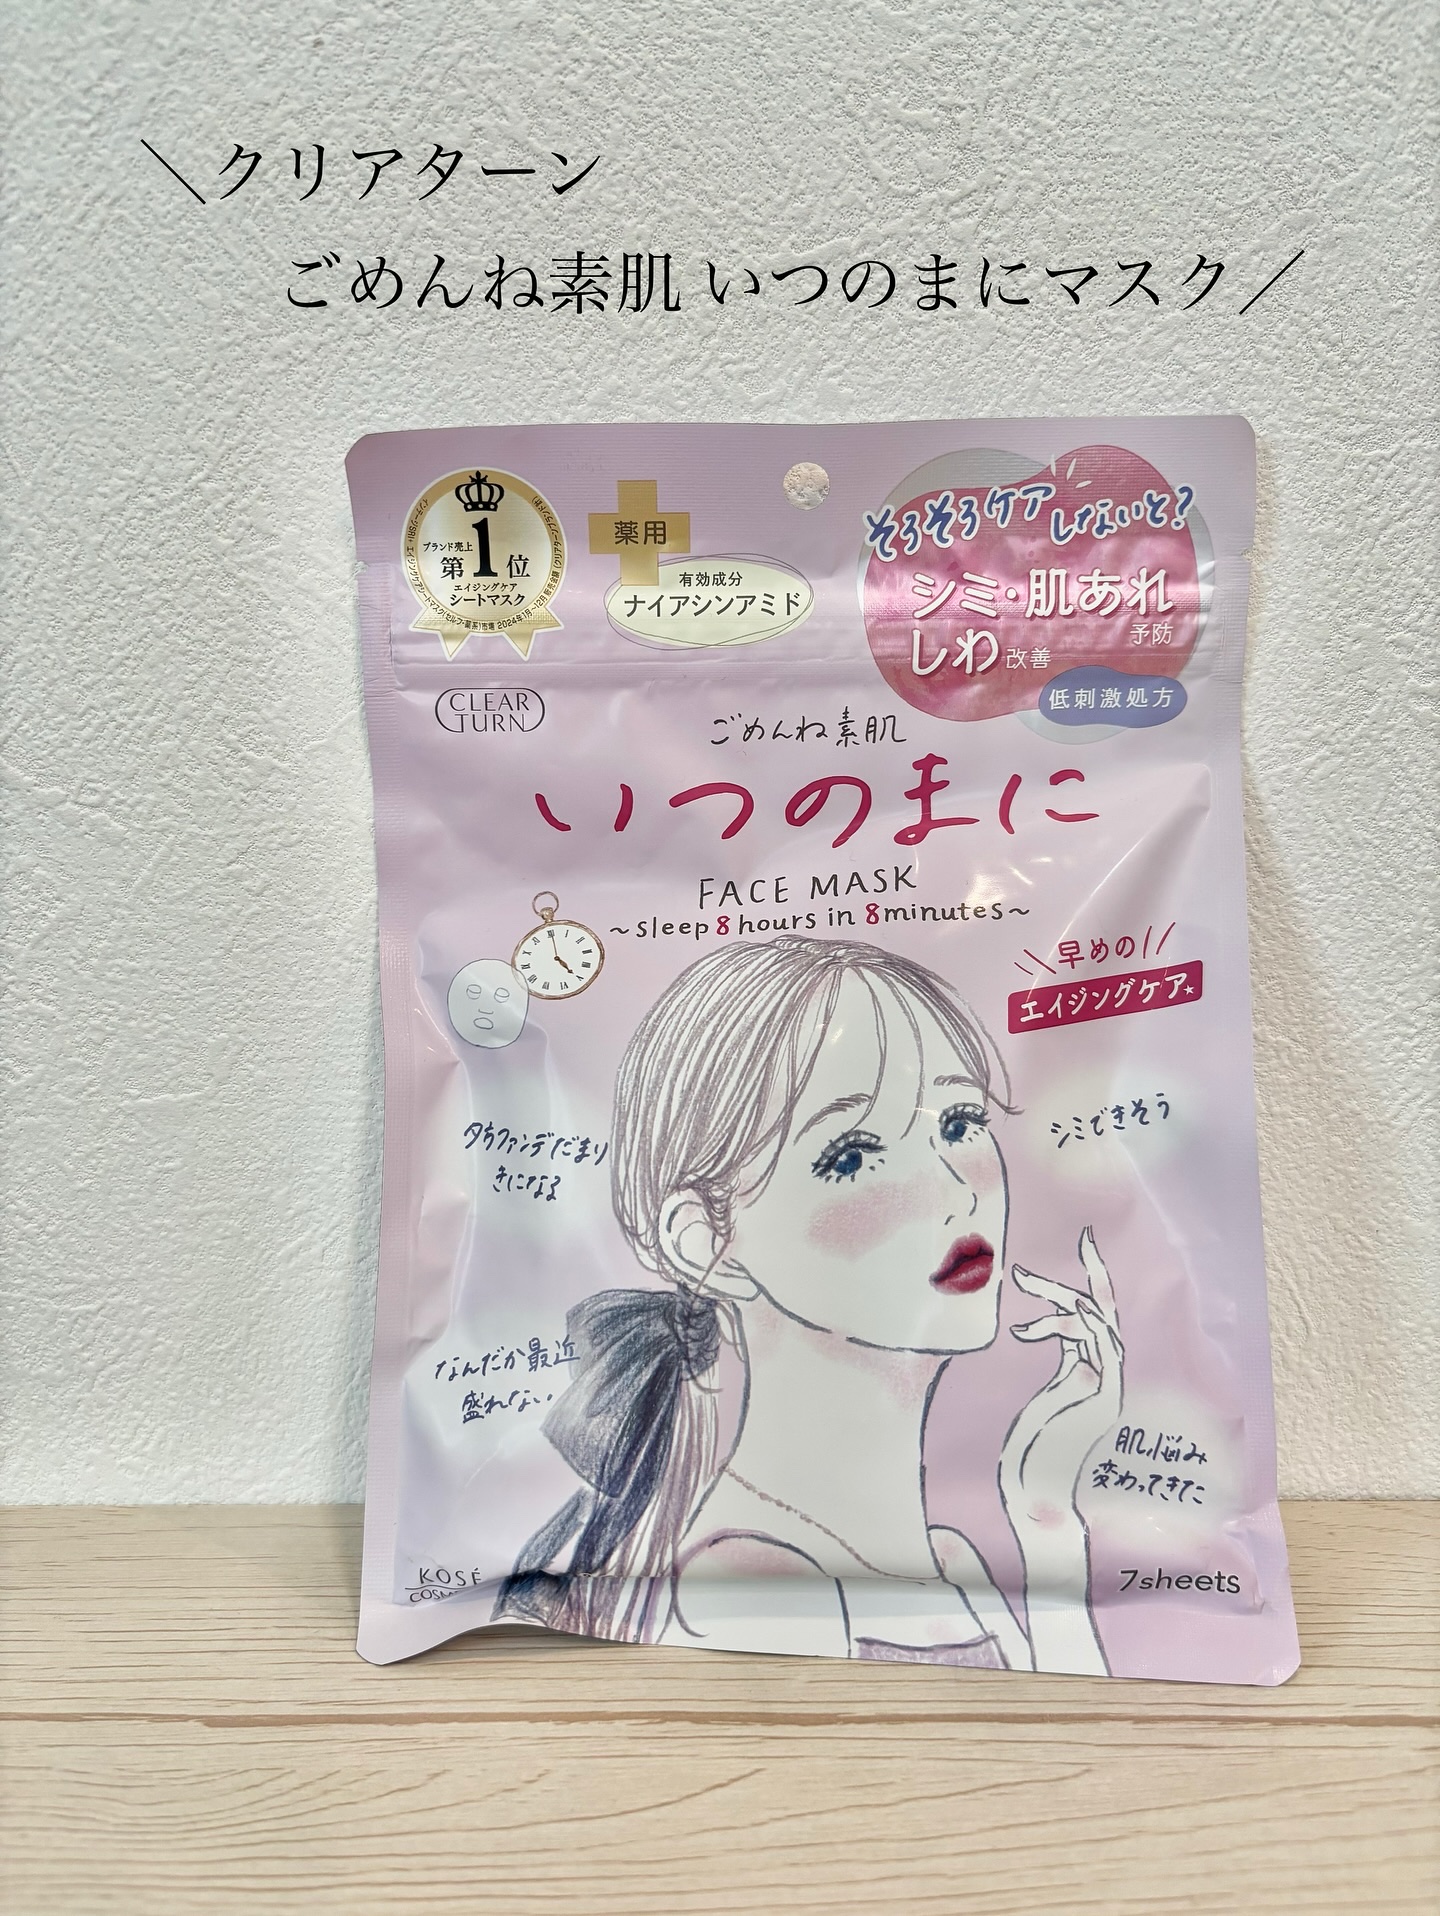 ＼クリアターン
ごめんね素肌 いつのまにマスク／
ブランド売上
第1位
エイジングケア
シートマスク
薬用
有効成分
ナイアシンアミド
そろそろケアしないと?
シミ・肌あれ
予防
しわ改善
低刺激処方
CLEAR
TURN
ごめんね素肌
いつのまに
FACE MASK
~sleep 8 hours in 8 minutes~
早めの
エイジングケア
シミできそう
夕方ファンデだまり
きになる
なんだか最近
盛れない
肌悩み
変わってきた
KOSÉ
7sheets